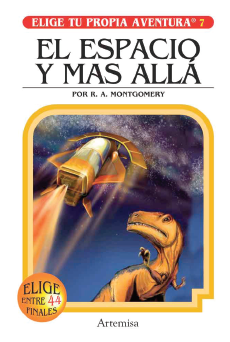 ELIGE TU PROPIA AVENTURA® 7
EL ESPACIO
Y MAS ALLÁ
POR R. A. MONTGOMERY
ELIGE
ENTRE 44
FINALES
Artemisa